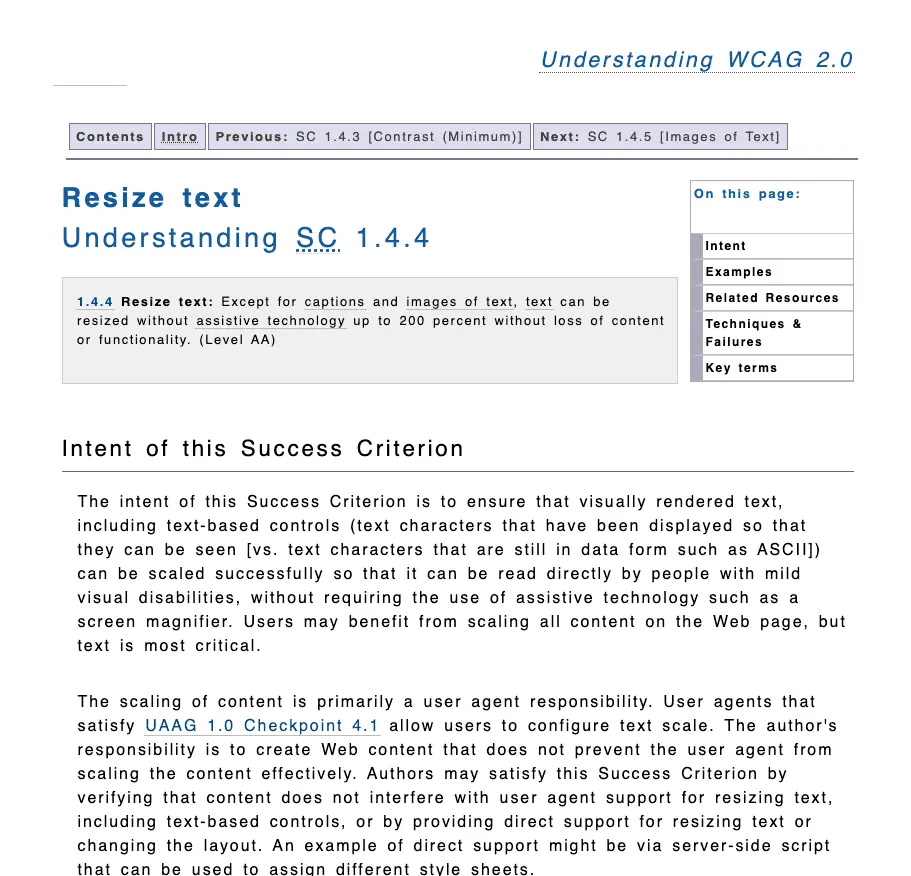 Understanding WCAG 2.0
Contents Intro Previous: SC 1.4.3 [Contrast (Minimum)] Next: SC 1.4.5 [Images of Text]
Resize text
Understanding SC 1.4.4
1.4.4 Resize text: Except for captions and images of text, text can be
resized without assistive technology up to 200 percent without loss of content
or functionality. (Level AA)
On this page:
Intent
Examples
Related Resources
Techniques &
Failures
Key terms
Intent of this Success Criterion
The intent of this Success Criterion is to ensure that visually rendered text,
including text-based controls (text characters that have been displayed so that
they can be seen [vs. text characters that are still in data form such as ASCII])
can be scaled successfully so that it can be read directly by people with mild
visual disabilities, without requiring the use of assistive technology such as a
screen magnifier. Users may benefit from scaling all content on the Web page, but
text is most critical.
The scaling of content is primarily a user agent responsibility. User agents that
satisfy UAAG 1.0 Checkpoint 4.1 allow users to configure text scale. The author's
responsibility is to create Web content that does not prevent the user agent from
scaling the content effectively. Authors may satisfy this Success Criterion by
verifying that content does not interfere with user agent support for resizing text,
including text-based controls, or by providing direct support for resizing text or
changing the layout. An example of direct support might be via server-side script
that can be used to assign different style sheets.